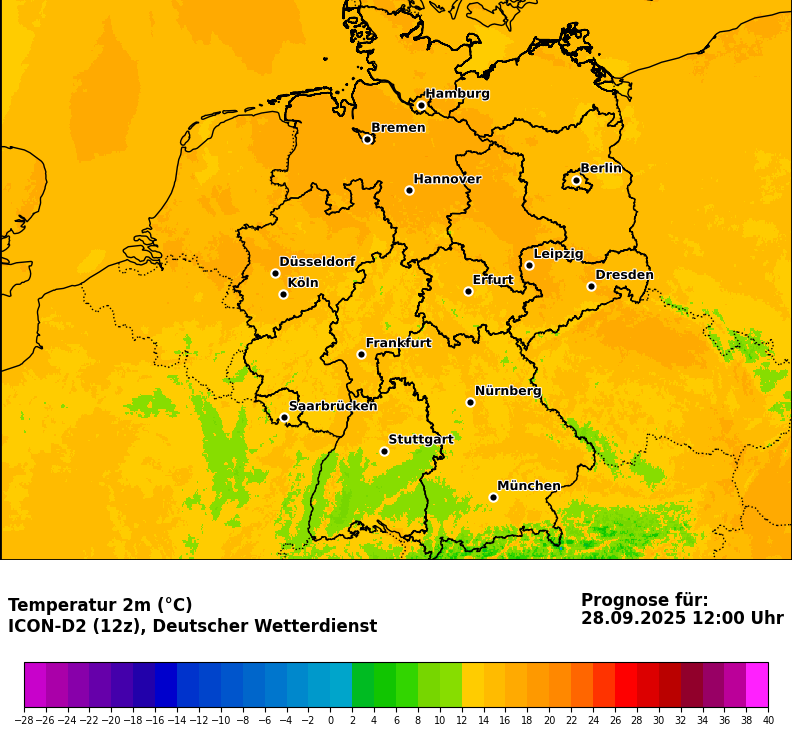 Hamburg
Bremen
Berlin
Hannover
Leipzig
Düsseldorf
Dresden
Köln
Erfurt
Frankfurt
Nürnberg
Saarbrücken
Stuttgart
München
Temperatur 2m (°C)
ICON-D2 (12z), Deutscher Wetterdienst
Prognose für:
28.09.2025 12:00 Uhr
−28 −26 −24 −22 −20 −18 −16 −14 −12 −10 −8 −6 −4 −2 0 2 4 6 8 10 12 14 16 18 20 22 24 26 28 30 32 34 36 38 40